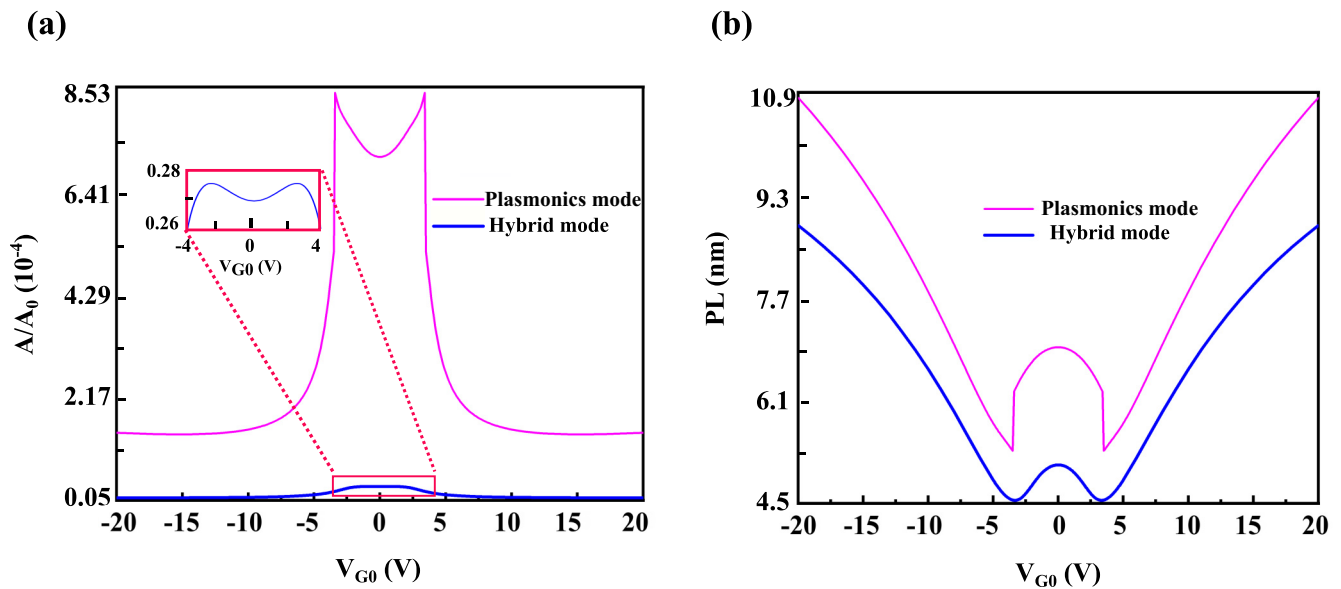 (a)
(b)
8.53
6.41
4.29
2.17
0.05
A/A0 (10-4)
-20 -15 -10 -5 0 5 10 15 20
VG0 (V)
0.28
0.26
-4 0 4
VG0 (V)
Plasmonics mode
Hybrid mode
10.9
9.3
7.7
6.1
4.5
PL (nm)
-20 -15 -10 -5 0 5 10 15 20
VG0 (V)
Plasmonics mode
Hybrid mode